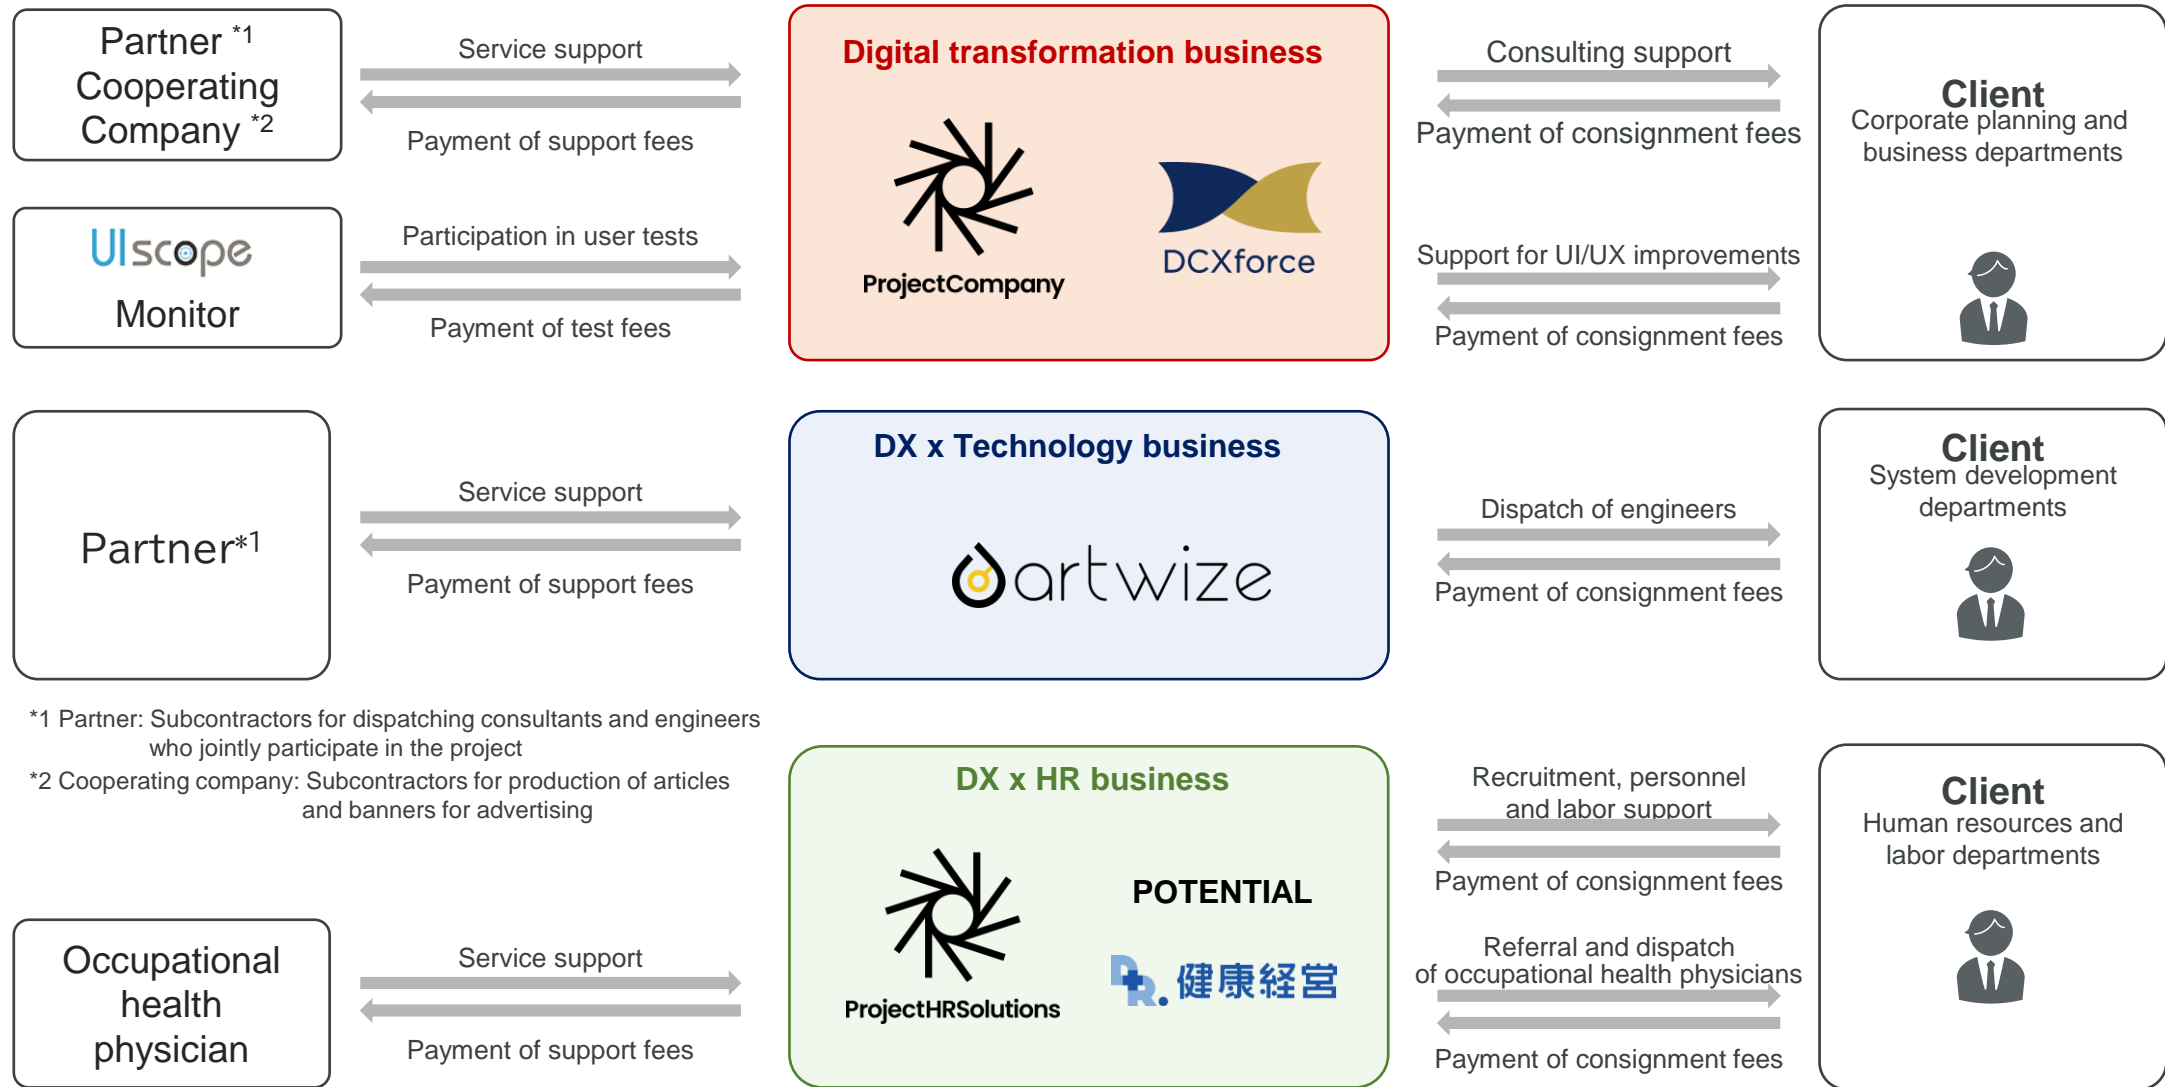 Partner *1
Cooperating
Company *2
Service support
Payment of support fees
Digital transformation business
ProjectCompany
DCXforce
Consulting support
Payment of consignment fees
Client
Corporate planning and
business departments
UIscope
Monitor
Participation in user tests
Payment of test fees
Support for UI/UX improvements
Payment of consignment fees
Partner*1
Service support
Payment of support fees
DX x Technology business
artwize
Dispatch of engineers
Payment of consignment fees
Client
System development
departments
*1 Partner: Subcontractors for dispatching consultants and engineers
who jointly participate in the project
*2 Cooperating company: Subcontractors for production of articles
and banners for advertising
DX x HR business
ProjectHRSolutions
POTENTIAL
DR.健康経営
Recruitment, personnel
and labor support
Payment of consignment fees
Client
Human resources and
labor departments
Occupational
health
physician
Service support
Payment of support fees
Referral and dispatch
of occupational health physicians
Payment of consignment fees